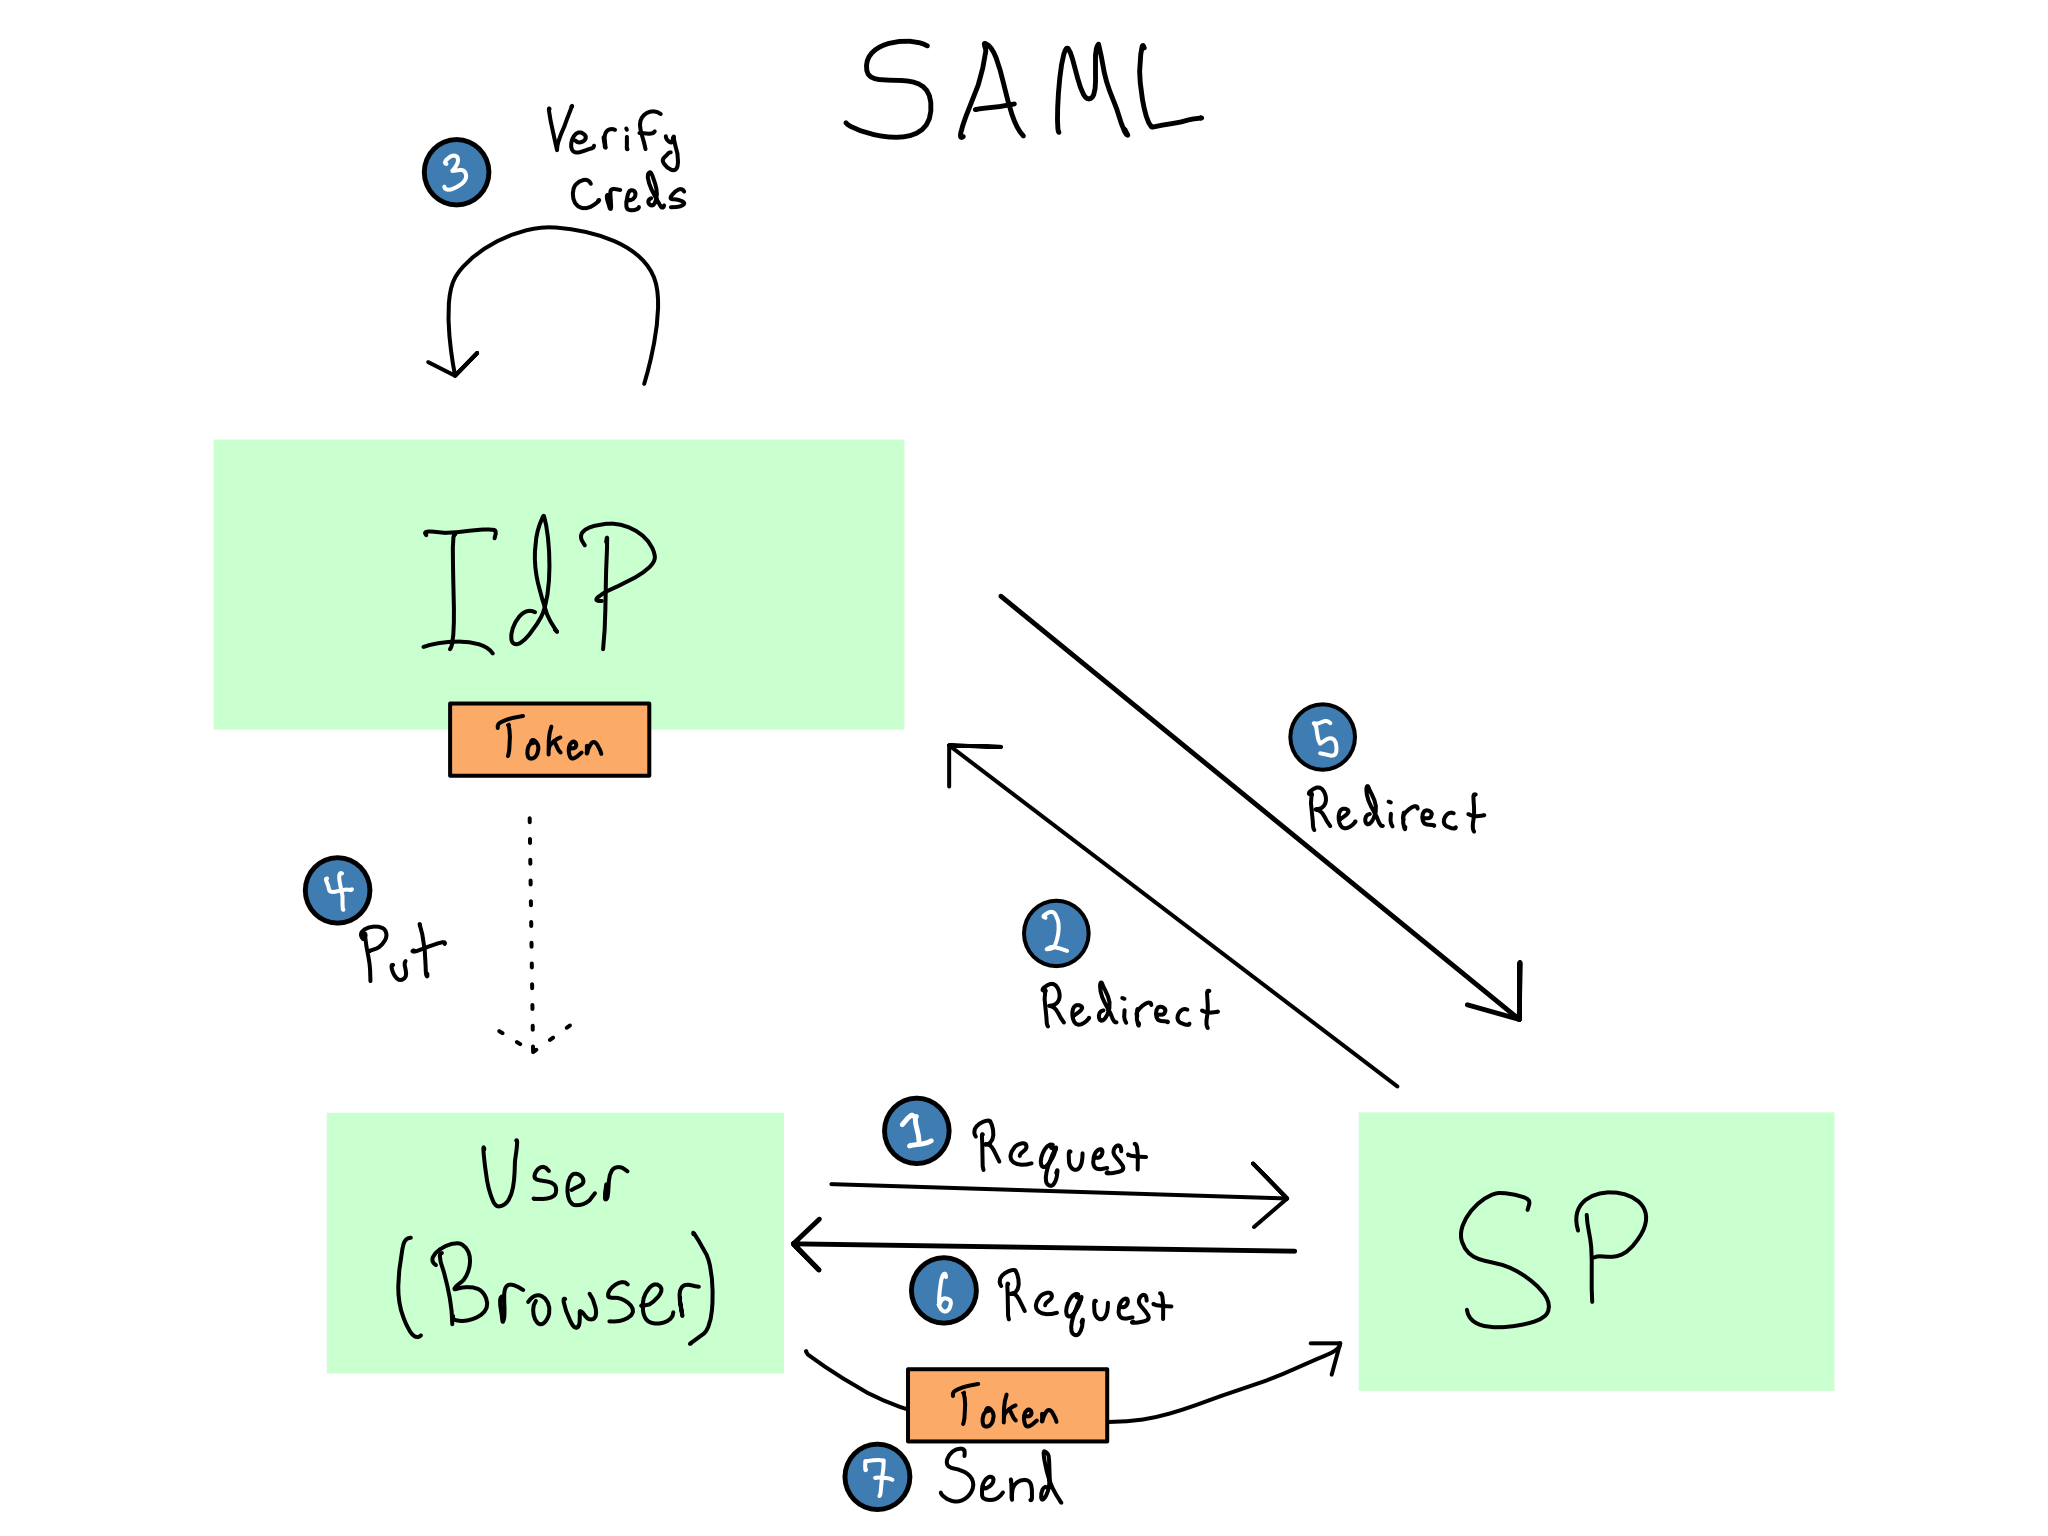 SAML
3
Verify
Creds
IdP
Token
5
Redirect
4
Put
2
Redirect
1
Request
User
(Browser)
SP
6
Request
Token
7
Send